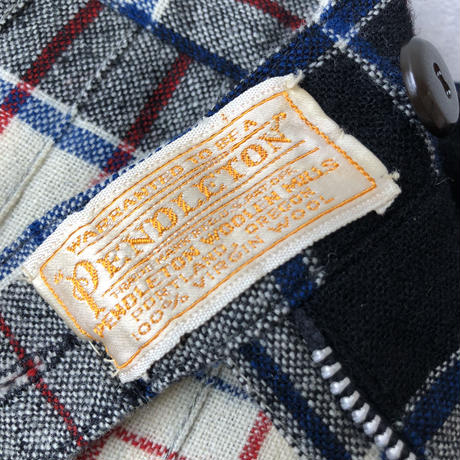 WARRANTED TO BE A
PENDLETON
PENDLETON WOOLEN MILLS
PORTLAND, OREGON
100% VIRGIN WOOL